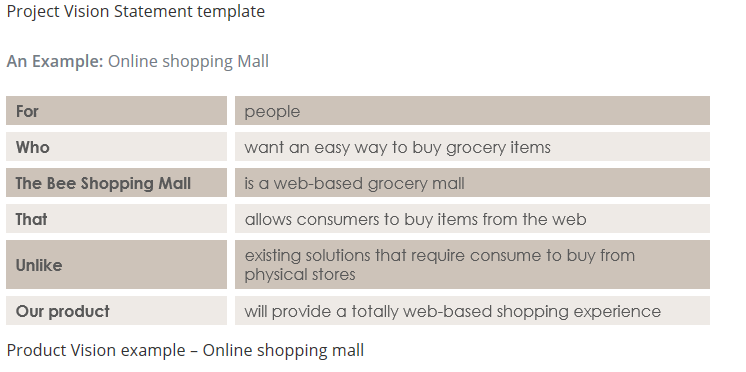 Project Vision Statement template
An Example: Online shopping Mall
For people
Who want an easy way to buy grocery items
The Bee Shopping Mall is a web-based grocery mall
That allows consumers to buy items from the web
Unlike existing solutions that require consume to buy from
physical stores
Our product will provide a totally web-based shopping experience
Product Vision example – Online shopping mall